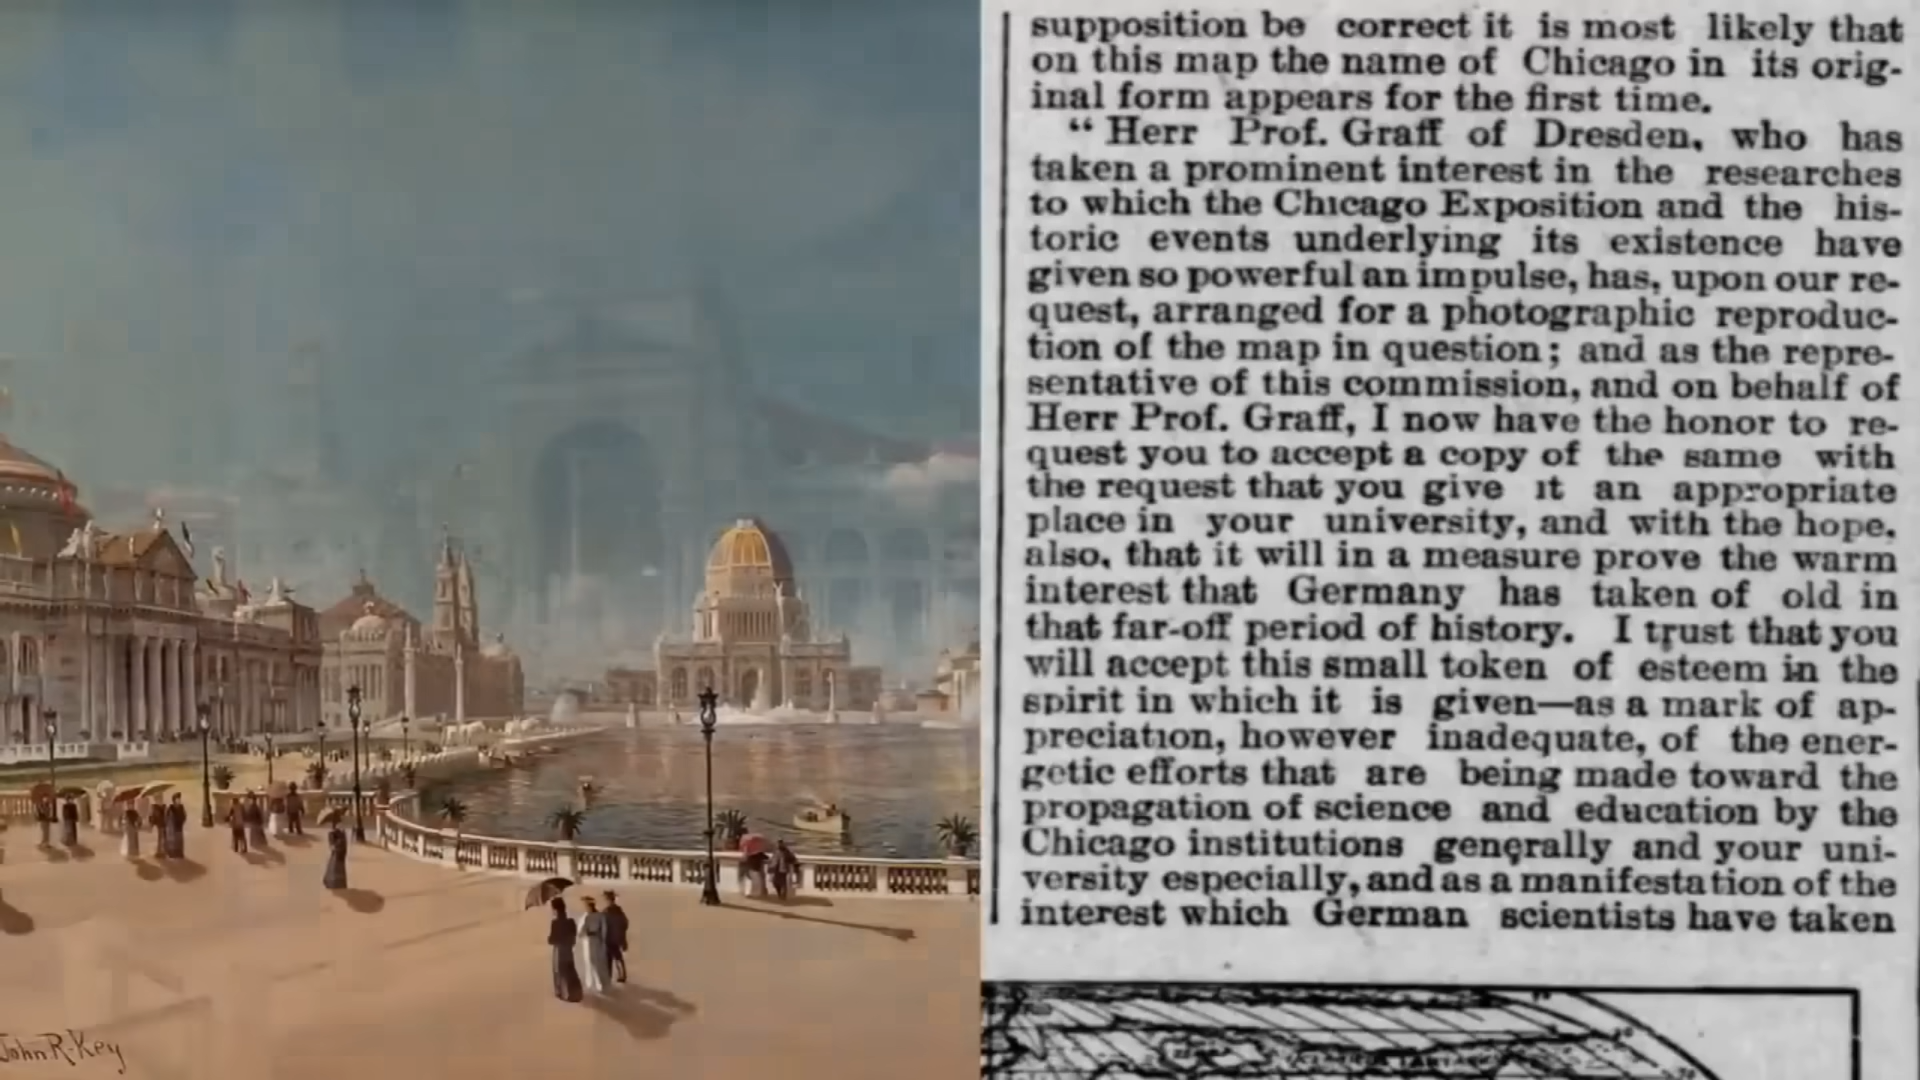 supposition be correct it is most likely that
on this map the name of Chicago in its orig-
inal form appears for the first time.
“ Herr Prof. Graff of Dresden, who has
taken a prominent interest in the researches
to which the Chicago Exposition and the his-
toric events underlying its existence have
given so powerful an impulse, has, upon our re-
quest, arranged for a photographic reproduc-
tion of the map in question; and as the repre-
sentative of this commission, and on behalf of
Herr Prof. Graff, I now have the honor to re-
quest you to accept a copy of the same with
the request that you give it an appropriate
place in your university, and with the hope,
also, that it will in a measure prove the warm
interest that Germany has taken of old in
that far-off period of history. I trust that you
will accept this small token of esteem in the
spirit in which it is given—as a mark of ap-
preciation, however inadequate, of the ener-
getic efforts that are being made toward the
propagation of science and education by the
Chicago institutions generally and your uni-
versity especially, and as a manifestation of the
interest which German scientists have taken
John R. Key